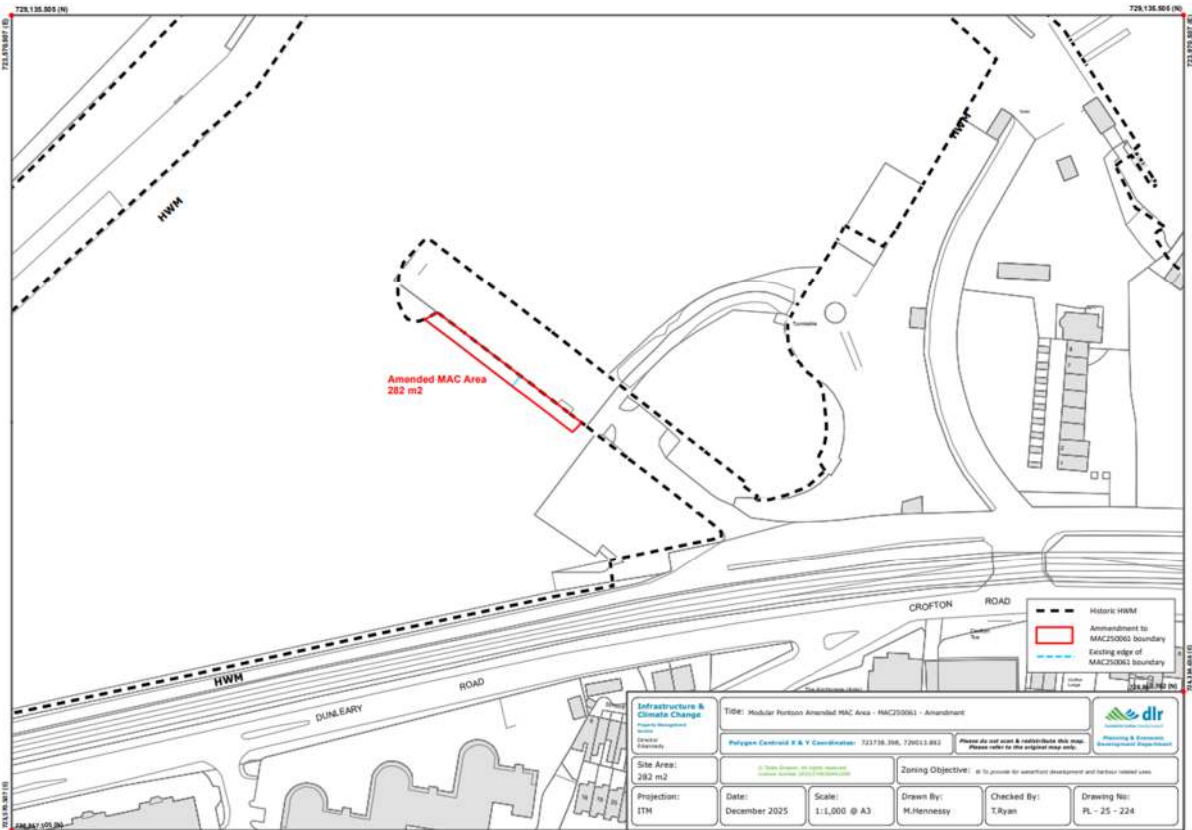 729,135.505 (N)
729,135.505 (N)
HWM
HWM
Turntable
Amended MAC Area
282 m2
HWM
DUNLEARY
ROAD
CROFTON
ROAD
Historic HWM
Ammendment to
MAC250061 boundary
Existing edge of
MAC250061 boundary
Infrastructure &
Climate Change
Property Management
Section
Director
Title: Modular Pontoon Amended MAC Area - MAC250061 - Amendment
Polygon Centroid X & Y Coordinates:
Please do not scan & redistribute this map.
Please refer to the original map only.
dlr
Planning & Economic
Development Department
Site Area:
282 m2
Zoning Objective: W To provide for waterfront development and harbour related uses.
Projection:
ITM
Date:
December 2025
Scale:
1:1,000 @ A3
Drawn By:
M.Hennessy
Checked By:
T.Ryan
Drawing No:
PL - 25 - 224